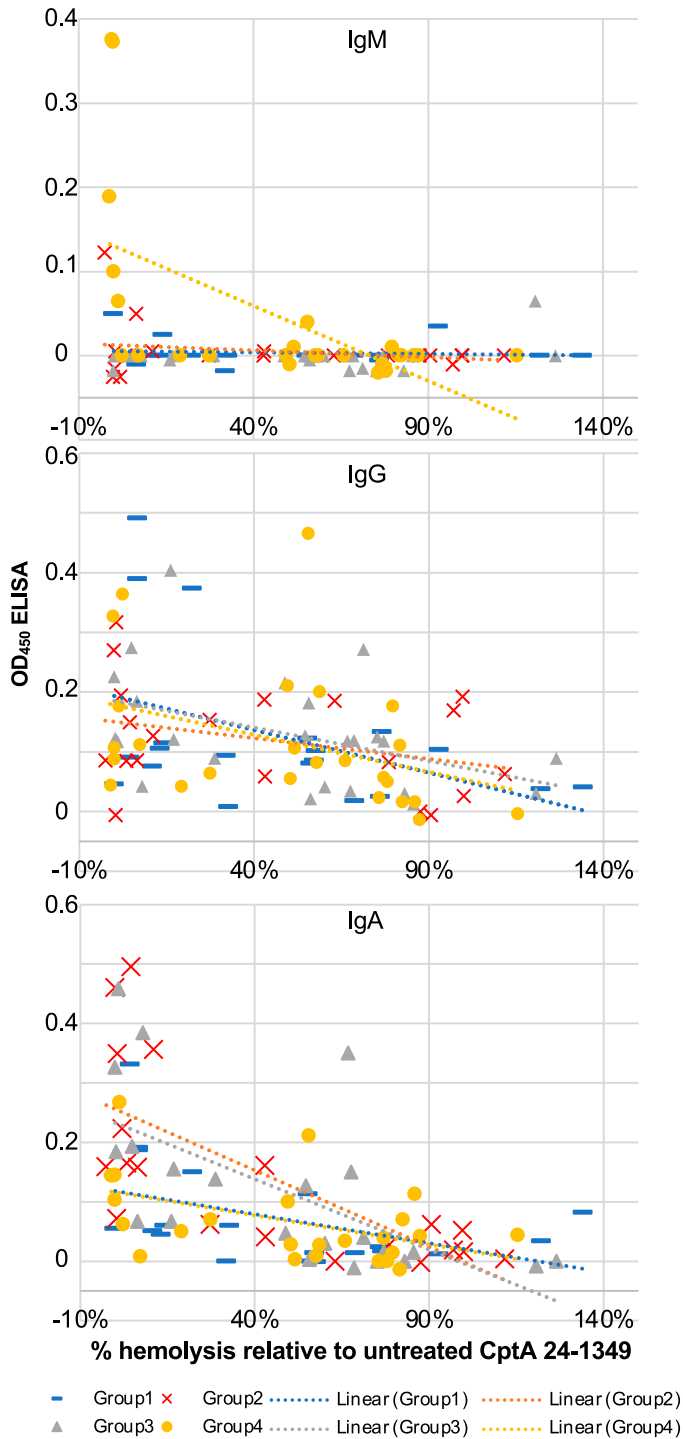 IgM
0.4
0.3
0.2
0.1
0
-10% 40% 90% 140%
IgG
0.6
0.4
0.2
0
-10% 40% 90% 140%
OD450 ELISA
IgA
0.6
0.4
0.2
0
-10% 40% 90% 140%
% hemolysis relative to untreated CptA 24-1349
Group1 Group2 Linear (Group1) Linear (Group2)
Group3 Group4 Linear (Group3) Linear (Group4)